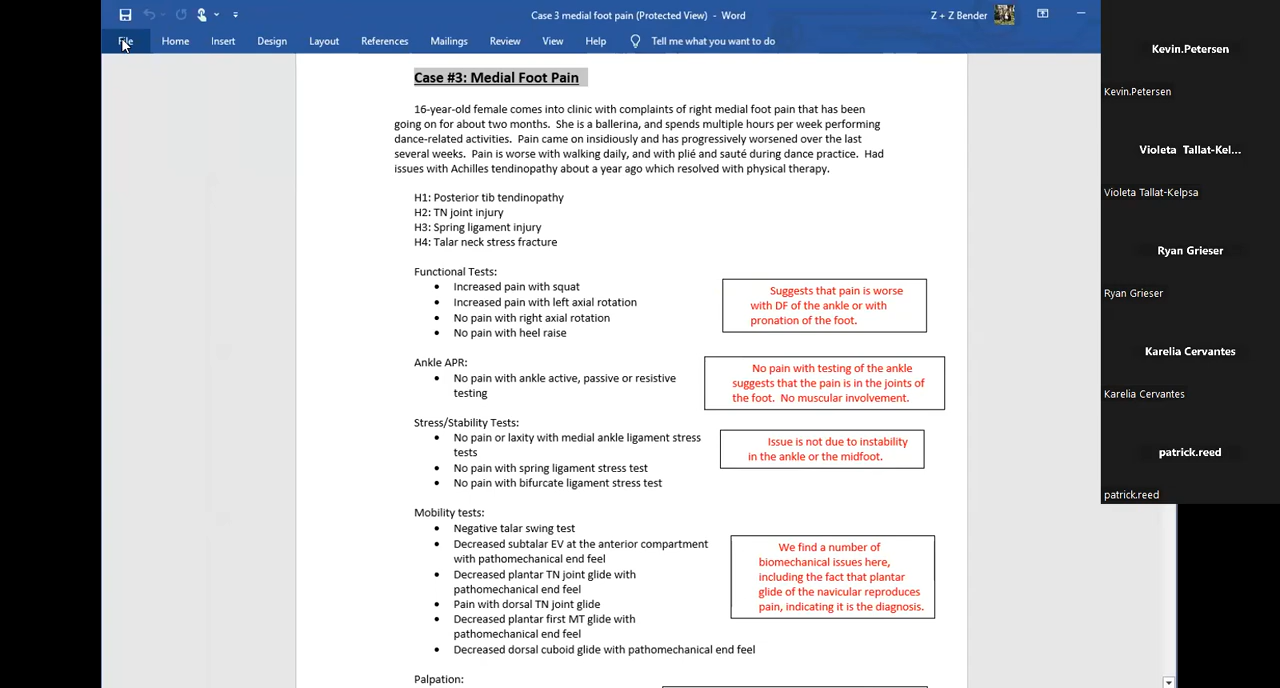 Case 3 medial foot pain (Protected View) - Word
Z + Z Bender
File Home Insert Design Layout References Mailings Review View Help Tell me what you want to do
Case #3: Medial Foot Pain
16-year-old female comes into clinic with complaints of right medial foot pain that has been
going on for about two months. She is a ballerina, and spends multiple hours per week performing
dance-related activities. Pain came on insidiously and has progressively worsened over the last
several weeks. Pain is worse with walking daily, and with plié and sauté during dance practice. Had
issues with Achilles tendinopathy about a year ago which resolved with physical therapy.
H1: Posterior tib tendinopathy
H2: TN joint injury
H3: Spring ligament injury
H4: Talar neck stress fracture
Functional Tests:
• Increased pain with squat
• Increased pain with left axial rotation
• No pain with right axial rotation
• No pain with heel raise
Suggests that pain is worse
with DF of the ankle or with
pronation of the foot.
Ankle APR:
• No pain with ankle active, passive or resistive
testing
No pain with testing of the ankle
suggests that the pain is in the joints of
the foot. No muscular involvement.
Stress/Stability Tests:
• No pain or laxity with medial ankle ligament stress
tests
• No pain with spring ligament stress test
• No pain with bifurcate ligament stress test
Issue is not due to instability
in the ankle or the midfoot.
Mobility tests:
• Negative talar swing test
• Decreased subtalar EV at the anterior compartment
with pathomechanical end feel
• Decreased plantar TN joint glide with
pathomechanical end feel
• Pain with dorsal TN joint glide
• Decreased plantar first MT glide with
pathomechanical end feel
• Decreased dorsal cuboid glide with pathomechanical end feel
We find a number of
biomechanical issues here,
including the fact that plantar
glide of the navicular reproduces
pain, indicating it is the diagnosis.
Palpation:
Kevin.Petersen
Kevin.Petersen
Violeta Tallat-Kel...
Violeta Tallat-Kelpsa
Ryan Grieser
Ryan Grieser
Karelia Cervantes
Karelia Cervantes
patrick.reed
patrick.reed